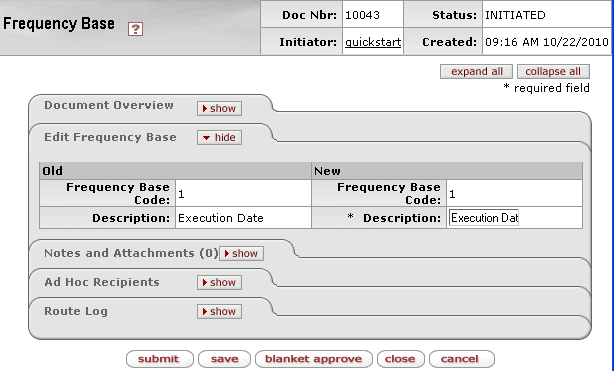 Frequency Base ?
Doc Nbr: 10043 Status: INITIATED
Initiator: quickstart Created: 09:16 AM 10/22/2010
expand all collapse all
* required field
Document Overview show
Edit Frequency Base hide
Old New
Frequency Base Code: 1 Frequency Base Code: 1
Description: Execution Date * Description: Execution Dat
Notes and Attachments (0) show
Ad Hoc Recipients show
Route Log show
submit save blanket approve close cancel